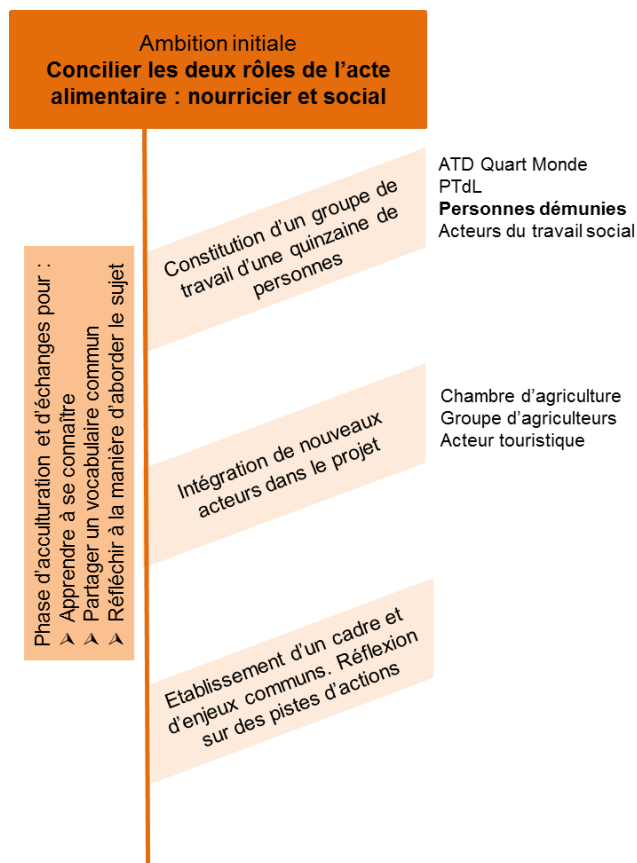 Ambition initiale
Concilier les deux rôles de l’acte
alimentaire : nourricier et social
Constitution d’un groupe de
travail d’une quinzaine de
personnes
ATD Quart Monde
PTdL
Personnes démunies
Acteurs du travail social
Phase d’acculturation et d’échanges pour :
➢ Apprendre à se connaître
➢ Partager un vocabulaire commun
➢ Réfléchir à la manière d’aborder le sujet
Intégration de nouveaux
acteurs dans le projet
Chambre d’agriculture
Groupe d’agriculteurs
Acteur touristique
Etablissement d’un cadre et
d’enjeux communs. Réflexion
sur des pistes d’actions